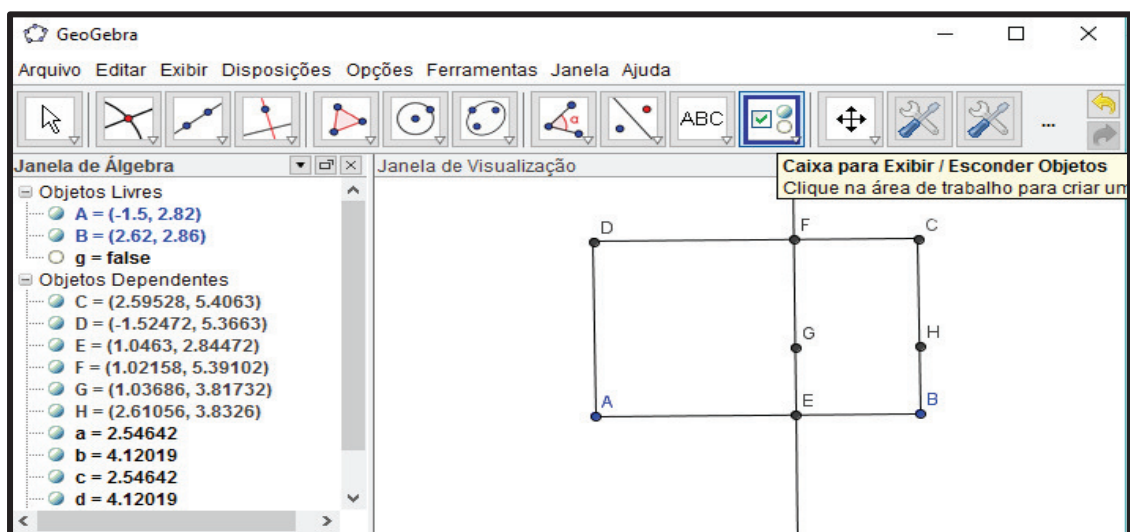 GeoGebra
Arquivo Editar Exibir Disposições Opções Ferramentas Janela Ajuda
α ABC ...
Janela de Álgebra
Janela de Visualização
Caixa para Exibir / Esconder Objetos
Clique na área de trabalho para criar um
Objetos Livres
A = (-1.5, 2.82)
B = (2.62, 2.86)
g = false
Objetos Dependentes
C = (2.59528, 5.4063)
D = (-1.52472, 5.3663)
E = (1.0463, 2.84472)
F = (1.02158, 5.39102)
G = (1.03686, 3.81732)
H = (2.61056, 3.8326)
a = 2.54642
b = 4.12019
c = 2.54642
d = 4.12019
D F C
G H
A E B